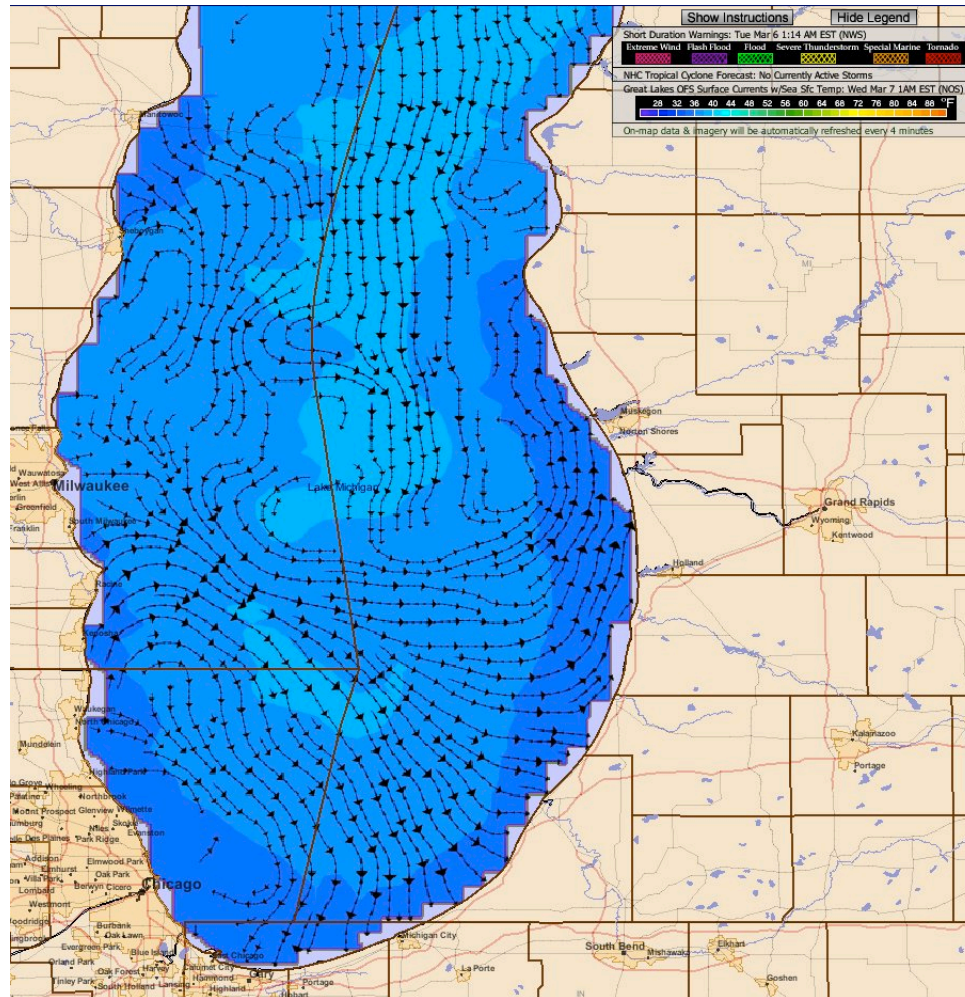 Show Instructions
Hide Legend
Short Duration Warnings: Tue Mar 6 1:14 AM EST (NWS)
Extreme Wind Flash Flood Flood Severe Thunderstorm Special Marine Tornado
NHC Tropical Cyclone Forecast: No Currently Active Storms
Great Lakes OFS Surface Currents w/Sea Sfc Temp: Wed Mar 7 1AM EST (NOS)
28 32 36 40 44 48 52 56 60 64 68 72 76 80 84 88 °F
On-map data & imagery will be automatically refreshed every 4 minutes
MI
Muskegon
Norton Shores
Wauwatosa
West Allis
Milwaukee
Greenfield
Franklin
South Milwaukee
Lake Michigan
Grand Rapids
Wyoming
Kentwood
Holland
Racine
Kenosha
Waukegan
North Chicago
Mundelein
Kalamazoo
Portage
Highland Park
Wheeling
Northbrook
Mount Prospect
Glenview
Wilmette
Skokie
Niles
Evanston
Des Plaines
Park Ridge
Addison
Elmwood Park
Elmhurst
Oak Park
Villa Park
Berwyn
Cicero
Lombard
Chicago
Westmont
Burbank
Oak Lawn
Evergreen Park
Blue Island
Orland Park
Oak Forest
Harvey
Calumet City
Tinley Park
South Holland
Lansing
Hammond
Highland
Gary
Portage
Michigan City
La Porte
South Bend
Mishawaka
Elkhart
Goshen
IN